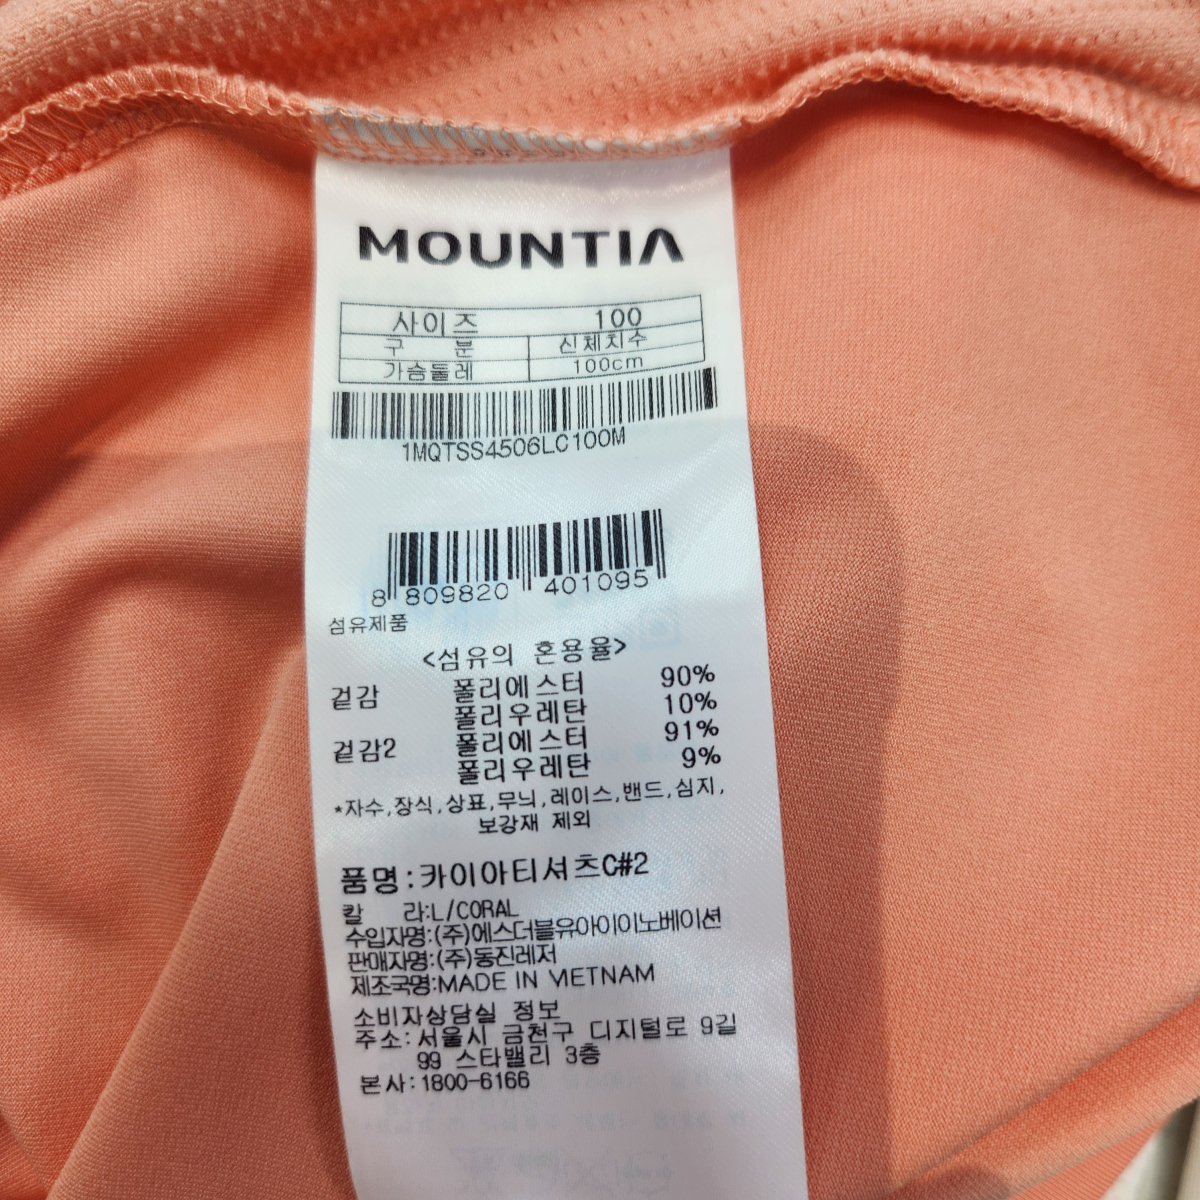 MOUNTIA
사이즈 100
구 분 신체치수
가슴둘레 100cm
1MQTSS4506LC100M
8 809820 401095
섬유제품
<섬유의 혼용율>
겉감 폴리에스터 90%
폴리우레탄 10%
겉감2 폴리에스터 91%
폴리우레탄 9%
*자수,장식,상표,무늬,레이스,밴드,심지,
보강재 제외
품명:카이아티셔츠C#2
칼 라:L/CORAL
수입자명:(주)에스더블유아이이노베이션
판매자명:(주)동진레저
제조국명:MADE IN VIETNAM
소비자상담실 정보
주소:서울시 금천구 디지털로 9길
99 스타밸리 3층
본사:1800-6166